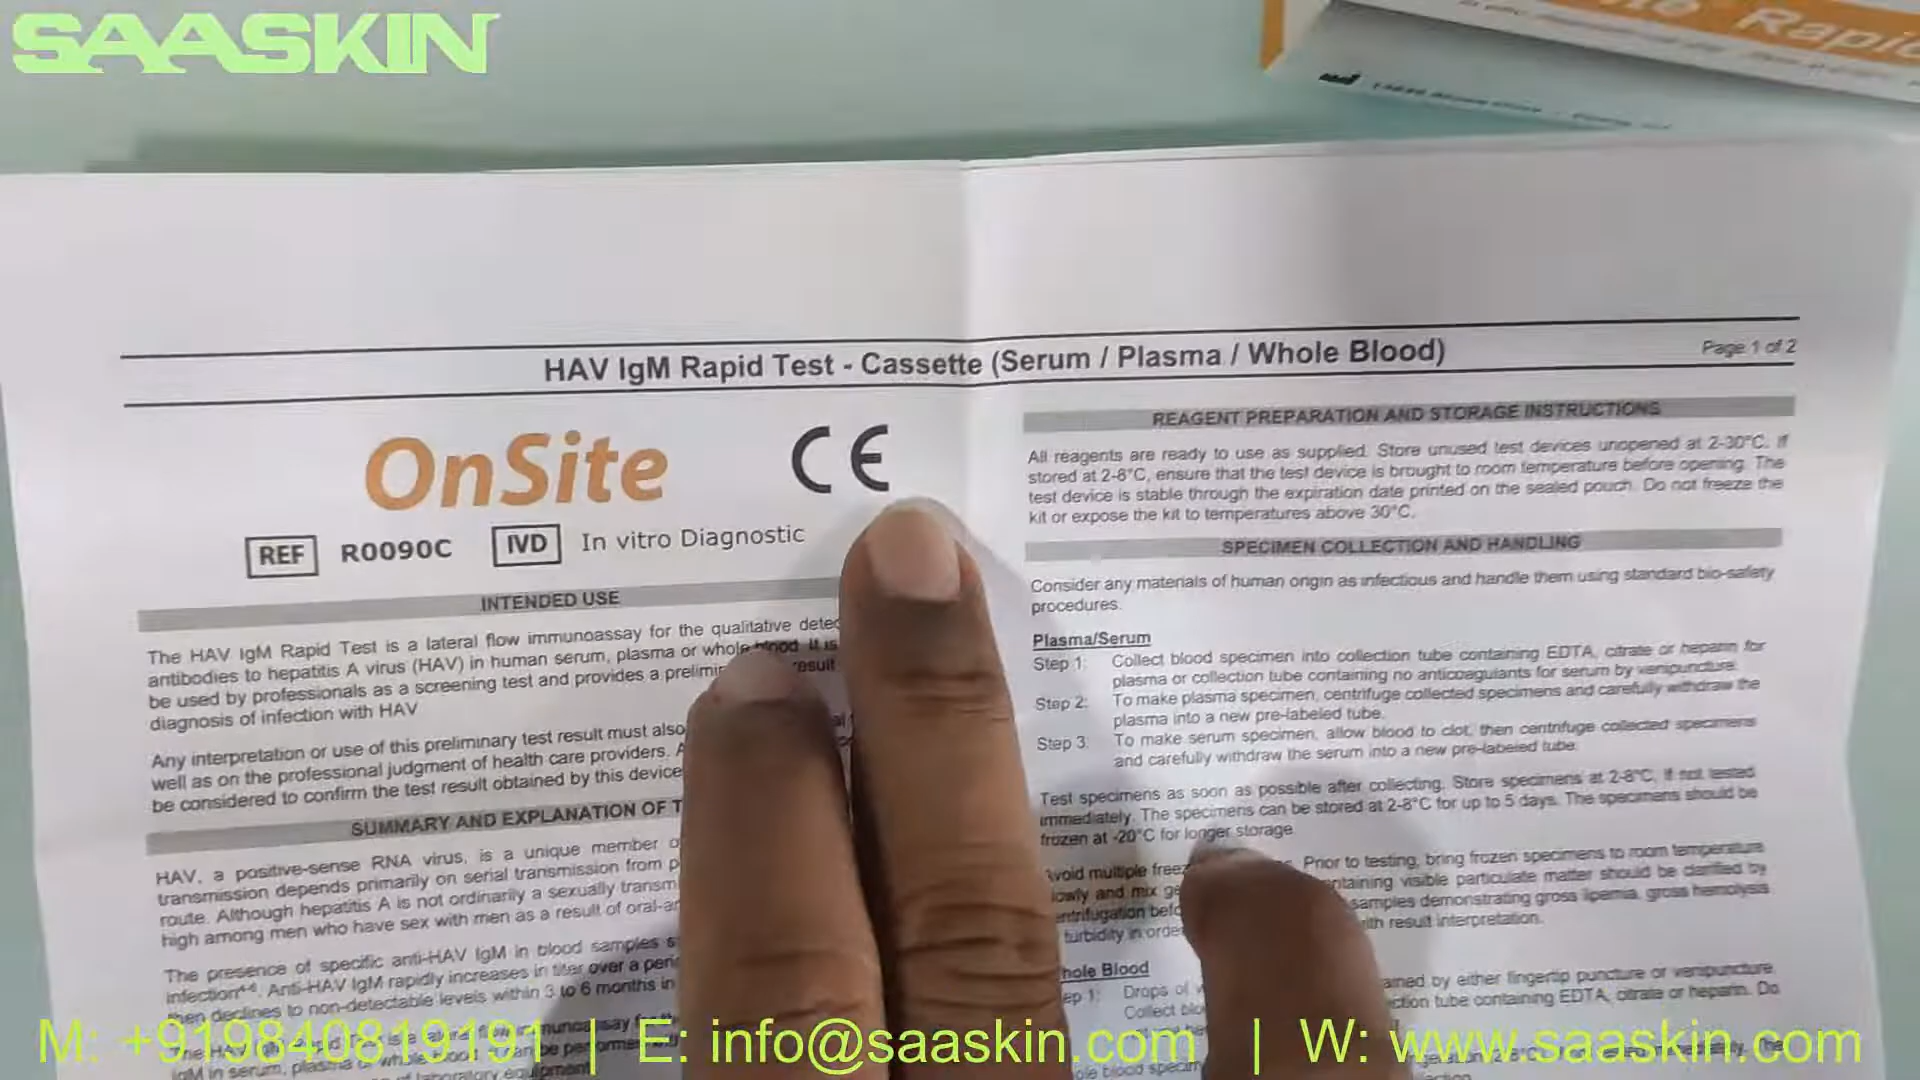 SAASKIN
Rapid
HAV IgM Rapid Test - Cassette (Serum / Plasma / Whole Blood)
Page 1 of 2
OnSite
CE
REF R0090C IVD In vitro Diagnostic
INTENDED USE
The HAV IgM Rapid Test is a lateral flow immunoassay for the qualitative
antibodies to hepatitis A virus (HAV) in human serum, plasma or whole blood. It is
be used by professionals as a screening test and provides a result
diagnosis of infection with HAV
Any interpretation or use of this preliminary test result must also
well as on the professional judgment of health care providers.
be considered to confirm the test result obtained by this device
SUMMARY AND EXPLANATION OF
HAV, a positive-sense RNA virus, is a unique member
transmission depends primarily on serial transmission from
route. Although hepatitis A is not ordinarily a sexually
high among men who have sex with men as a result of
The presence of specific anti-HAV IgM in blood samples
infection. Anti-HAV IgM rapidly increases in titer over a
then declines to non-detectable levels within 3 to 6 months in
IgM in serum, plasma
laboratory equipment
REAGENT PREPARATION AND STORAGE INSTRUCTIONS
All reagents are ready to use as supplied. Store unused test devices unopened at 2-30°C. If
stored at 2-8°C, ensure that the test device is brought to room temperature before opening. The
test device is stable through the expiration date printed on the sealed pouch. Do not freeze the
kit or expose the kit to temperatures above 30°C.
SPECIMEN COLLECTION AND HANDLING
Consider any materials of human origin as infectious and handle them using standard bio-safety
procedures.
Plasma/Serum
Step 1: Collect blood specimen into collection tube containing EDTA, citrate or heparin for
plasma or collection tube containing no anticoagulants for serum by venipuncture.
Step 2: To make plasma specimen, centrifuge collected specimens and carefully withdraw the
plasma into a new pre-labeled tube.
Step 3: To make serum specimen, allow blood to clot, then centrifuge collected specimens
and carefully withdraw the serum into a new pre-labeled tube.
Test specimens as soon as possible after collecting. Store specimens at 2-8°C, if not tested
immediately. The specimens can be stored at 2-8°C for up to 5 days. The specimens should be
frozen at -20°C for longer storage.
multiple Prior to testing, bring frozen specimens to room temperature
and mix containing visible particulate matter should be clarified by
samples demonstrating gross lipemia, gross hemolysis
turbidity in result interpretation.
Blood
Drops of by either fingertip puncture or venipuncture.
Collect tube containing EDTA, citrate or heparin. Do
M: +919840819191 | E: info@saaskin.com | W: www.saaskin.com